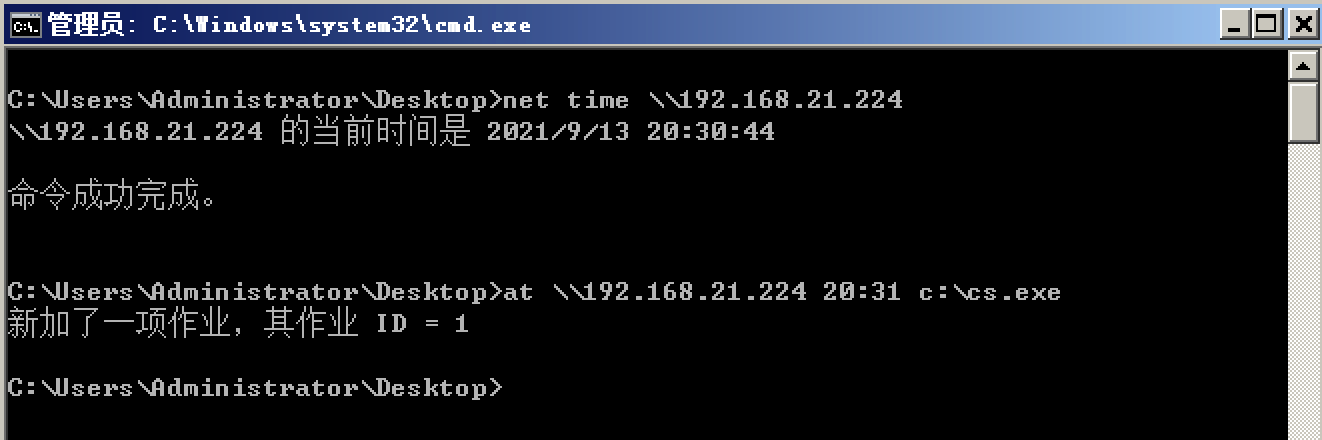 管理员: C:\Windows\system32\cmd.exe
C:\Users\Administrator\Desktop>net time \\192.168.21.224
\\192.168.21.224 的当前时间是 2021/9/13 20:30:44
命令成功完成。
C:\Users\Administrator\Desktop>at \\192.168.21.224 20:31 c:\cs.exe
新加了一项作业，其作业 ID = 1
C:\Users\Administrator\Desktop>